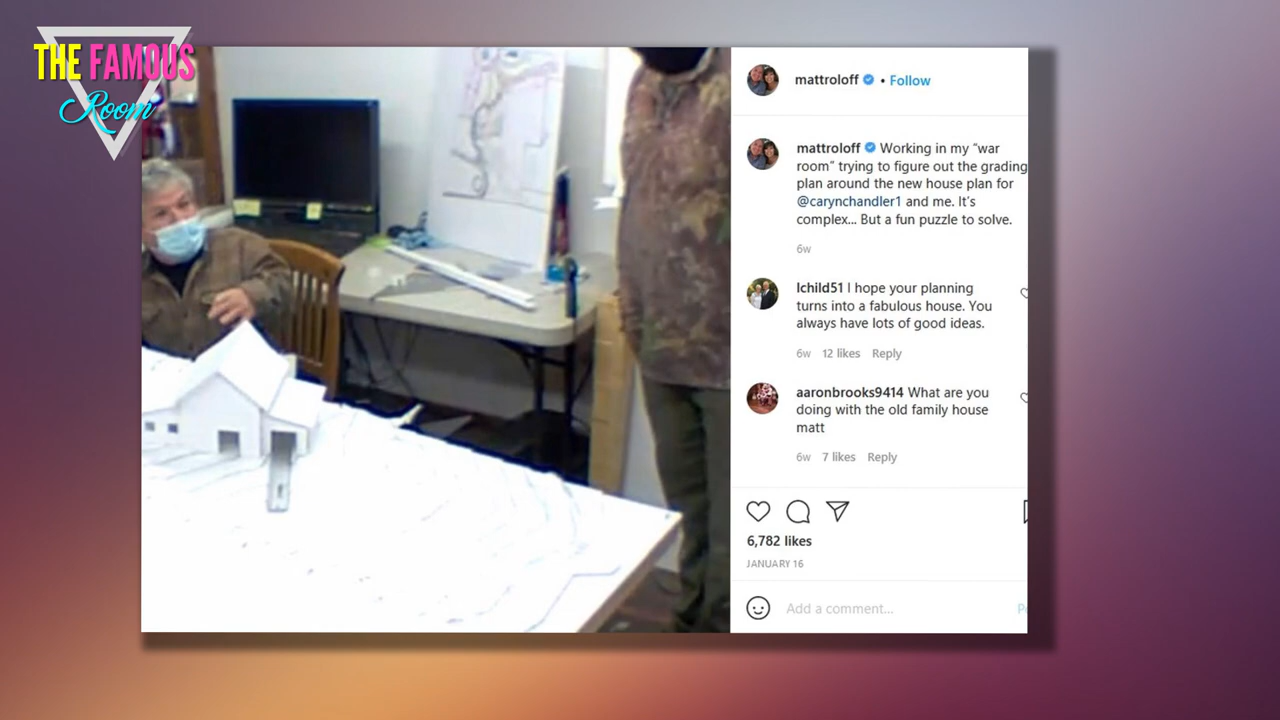 THE FAMOUS
Room
mattroloff • Follow
mattroloff Working in my “war
room” trying to figure out the grading
plan around the new house plan for
@carynchandler1 and me. It’s
complex... But a fun puzzle to solve.
6w
lchild51 I hope your planning
turns into a fabulous house. You
always have lots of good ideas.
6w 12 likes Reply
aaronbrooks9414 What are you
doing with the old family house
matt
6w 7 likes Reply
6,782 likes
JANUARY 16
Add a comment...